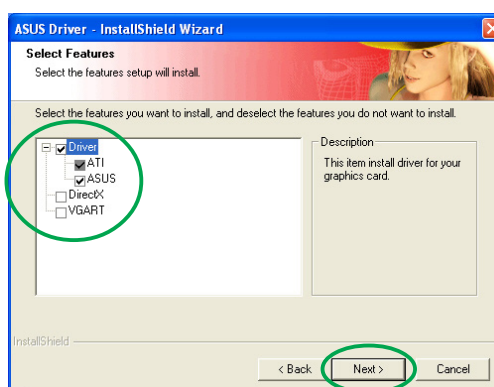 ASUS Driver - InstallShield Wizard
Select Features
Select the features setup will install.
Select the features you want to install, and deselect the features you do not want to install.
Driver
ATI
ASUS
DirectX
VGART
Description
This item install driver for your
graphics card.
InstallShield
< Back
Next >
Cancel